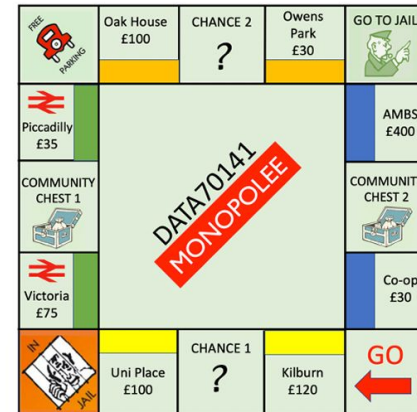 FREE
PARKING
Oak House
£100
CHANCE 2
?
Owens
Park
£30
GO TO JAIL
Piccadilly
£35
AMBS
£400
COMMUNITY
CHEST 1
DATA70141
MONOPOLEE
COMMUNIT
CHEST 2
Victoria
£75
Co-op
£30
IN
JAIL
Uni Place
£100
CHANCE 1
?
Kilburn
£120
GO